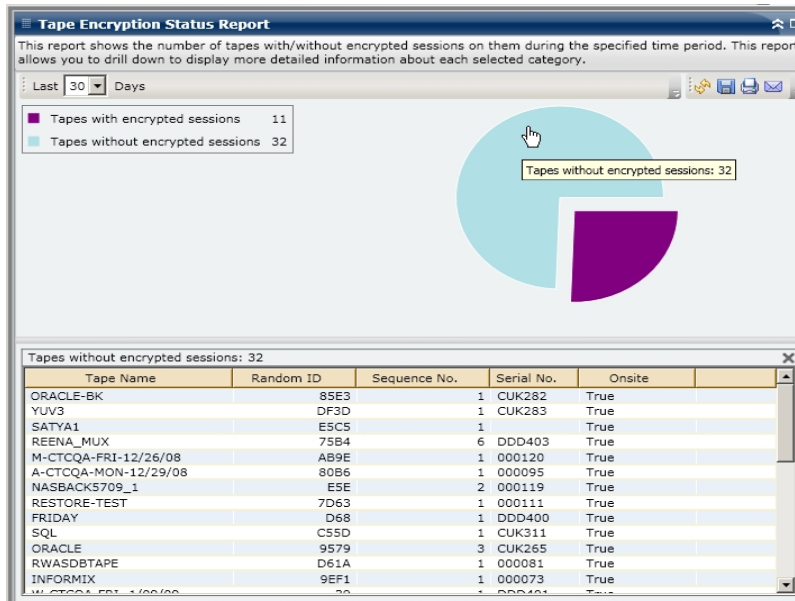 Tape Encryption Status Report
This report shows the number of tapes with/without encrypted sessions on them during the specified time period. This report
allows you to drill down to display more detailed information about each selected category.
Last 30 Days
Tapes with encrypted sessions 11
Tapes without encrypted sessions 32
Tapes without encrypted sessions: 32
Tapes without encrypted sessions: 32
Tape Name Random ID Sequence No. Serial No. Onsite
ORACLE-BK 85E3 1 CUK282 True
YUV3 DF3D 1 CUK283 True
SATYA1 E5C5 1 True
REENA_MUX 75B4 6 DDD403 True
M-CTCQA-FRI-12/26/08 AB9E 1 000120 True
A-CTCQA-MON-12/29/08 80B6 1 000095 True
NASBACK5709_1 E5E 2 000119 True
RESTORE-TEST 7D63 1 000111 True
FRIDAY D68 1 DDD400 True
SQL C55D 1 CUK311 True
ORACLE 9579 3 CUK265 True
RWASDBTAPE D61A 1 000081 True
INFORMIX 9EF1 1 000073 True